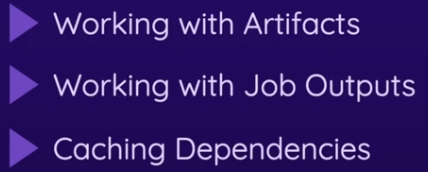 Working with Artifacts
Working with Job Outputs
Caching Dependencies